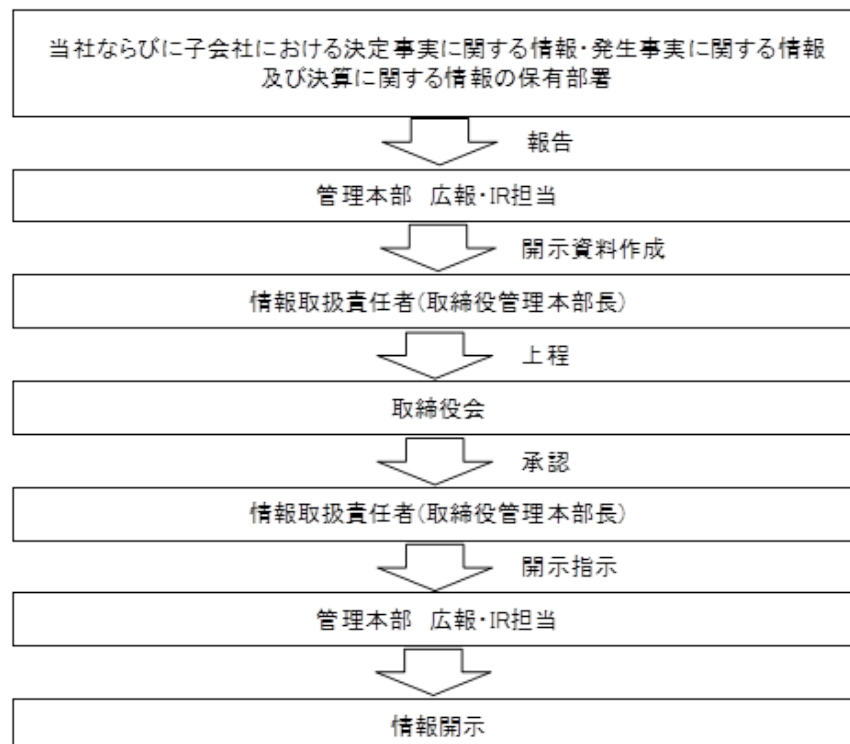 当社ならびに子会社における決定事実に関する情報・発生事実に関する情報
及び決算に関する情報の保有部署
報告
管理本部　広報・IR担当
開示資料作成
情報取扱責任者(取締役管理本部長)
上程
取締役会
承認
情報取扱責任者(取締役管理本部長)
開示指示
管理本部　広報・IR担当
情報開示